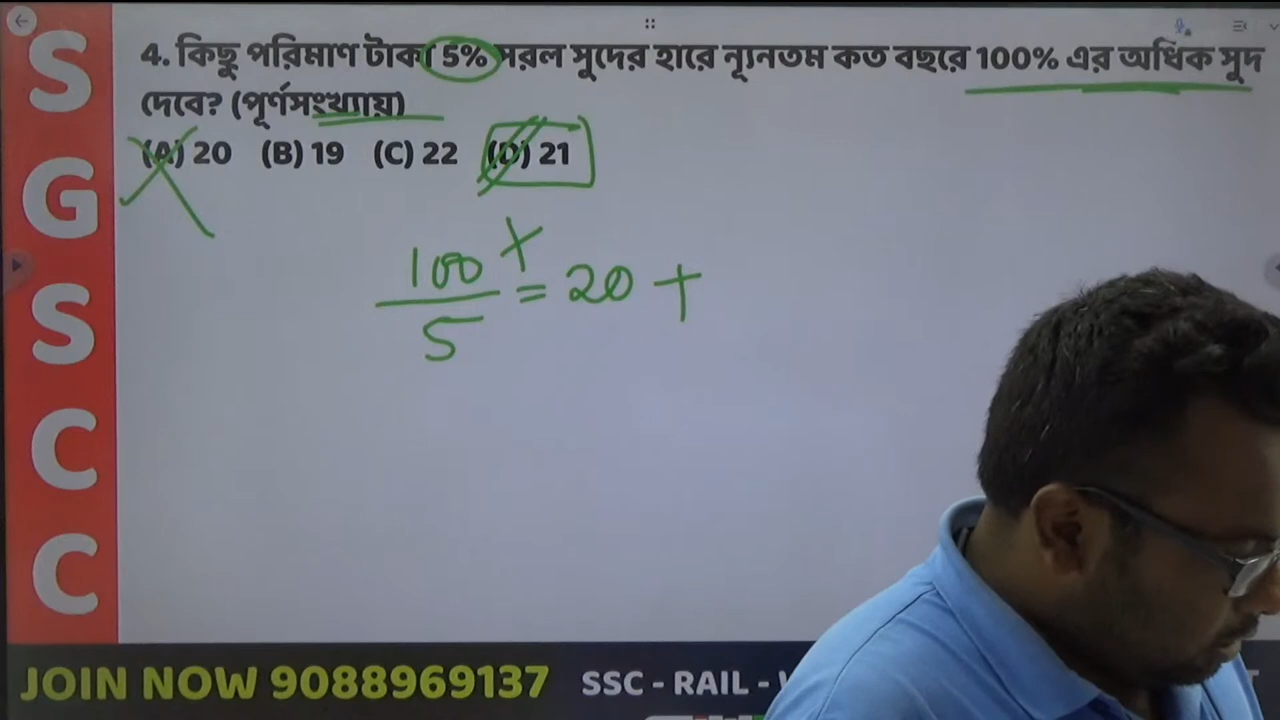 S
G
S
C
C
4. কিছু পরিমাণ টাকা 5% সরল সুদের হারে ন্যূনতম কত বছরে 100% এর অধিক সুদ
দেবে? (পূর্ণসংখ্যায়)
(A) 20 (B) 19 (C) 22 (D) 21
100+
5
= 20 +
JOIN NOW 9088969137 SSC - RAIL -